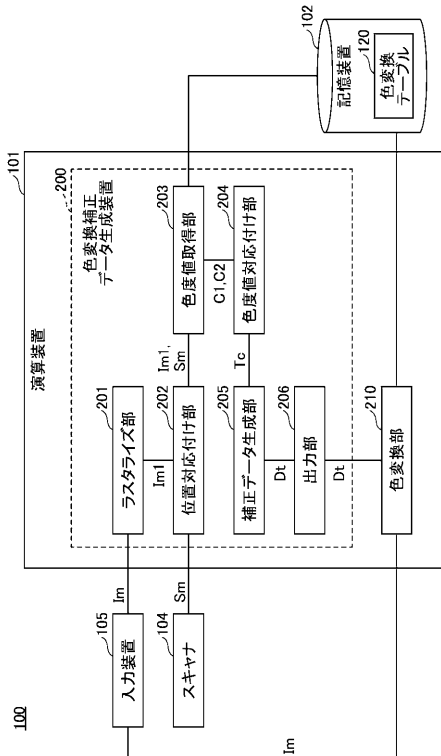 100
105
入力装置
Im
104
スキャナ
Sm
Im
演算装置
101
200
色変換補正
データ生成装置
201
ラスタライズ部
Im1
202
位置対応付け部
Im1,
Sm
203
色度値取得部
C1,C2
204
色度値対応付け部
Tc
205
補正データ生成部
Dt
206
出力部
Dt
210
色変換部
102
記憶装置
120
色変換
テーブル